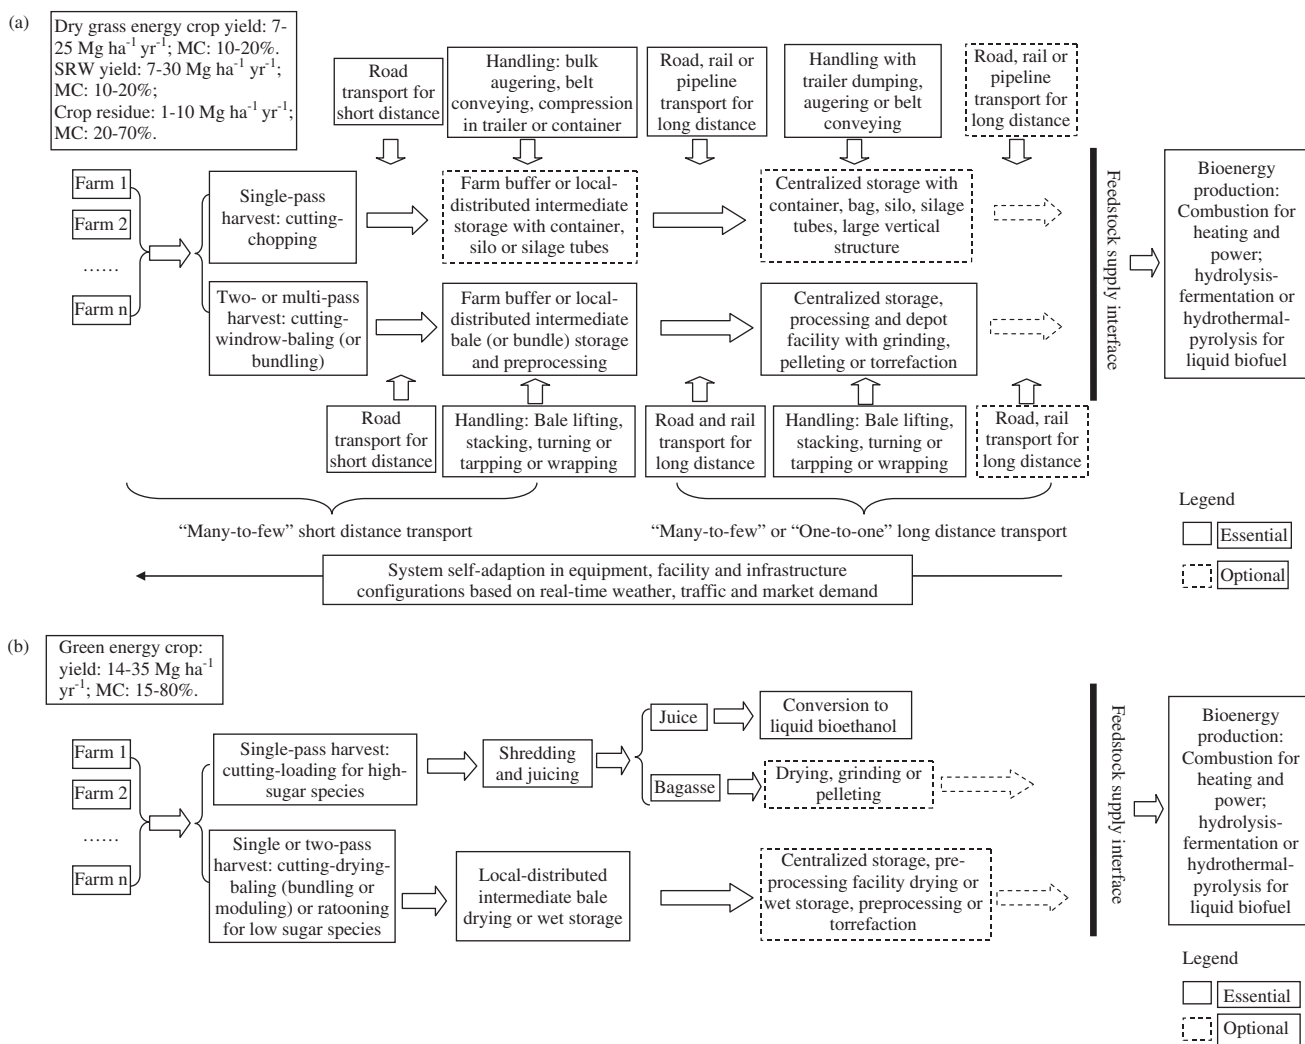 (a)
Dry grass energy crop yield: 7-
25 Mg ha⁻¹ yr⁻¹; MC: 10-20%.
SRW yield: 7-30 Mg ha⁻¹ yr⁻¹;
MC: 10-20%;
Crop residue: 1-10 Mg ha⁻¹ yr⁻¹;
MC: 20-70%.
Road
transport for
short distance
Handling: bulk
augering, belt
conveying, compression
in trailer or container
Road, rail or
pipeline
transport for
long distance
Handling with
trailer dumping,
augering or belt
conveying
Road, rail or
pipeline
transport for
long distance
Farm 1
Farm 2
......
Farm n
Single-pass
harvest: cutting-
chopping
Farm buffer or local-
distributed intermediate
storage with container,
silo or silage tubes
Centralized storage with
container, bag, silo, silage
tubes, large vertical
structure
Two- or multi-pass
harvest: cutting-
windrow-baling (or
bundling)
Farm buffer or local-
distributed intermediate
bale (or bundle) storage
and preprocessing
Centralized storage,
processing and depot
facility with grinding,
pelleting or torrefaction
Feedstock supply interface
Bioenergy
production:
Combustion for
heating and
power;
hydrolysis-
fermentation or
hydrothermal-
pyrolysis for
liquid biofuel
Road
transport for
short distance
Handling: Bale lifting,
stacking, turning or
tarpping or wrapping
Road and rail
transport for
long distance
Handling: Bale lifting,
stacking, turning or
tarpping or wrapping
Road, rail
transport for
long distance
“Many-to-few” short distance transport
“Many-to-few” or “One-to-one” long distance transport
Legend
Essential
Optional
System self-adaption in equipment, facility and infrastructure
configurations based on real-time weather, traffic and market demand
(b)
Green energy crop:
yield: 14-35 Mg ha⁻¹
yr⁻¹; MC: 15-80%.
Farm 1
Farm 2
......
Farm n
Single-pass harvest:
cutting-loading for high-
sugar species
Shredding
and juicing
Juice
Conversion to
liquid bioethanol
Bagasse
Drying, grinding or
pelleting
Single or two-pass
harvest: cutting-drying-
baling (bundling or
moduling) or ratooning
for low sugar species
Local-distributed
intermediate bale
drying or wet storage
Centralized storage, pre-
processing facility drying or
wet storage, preprocessing or
torrefaction
Feedstock supply interface
Bioenergy
production:
Combustion for
heating and
power;
hydrolysis-
fermentation or
hydrothermal-
pyrolysis for
liquid biofuel
Legend
Essential
Optional